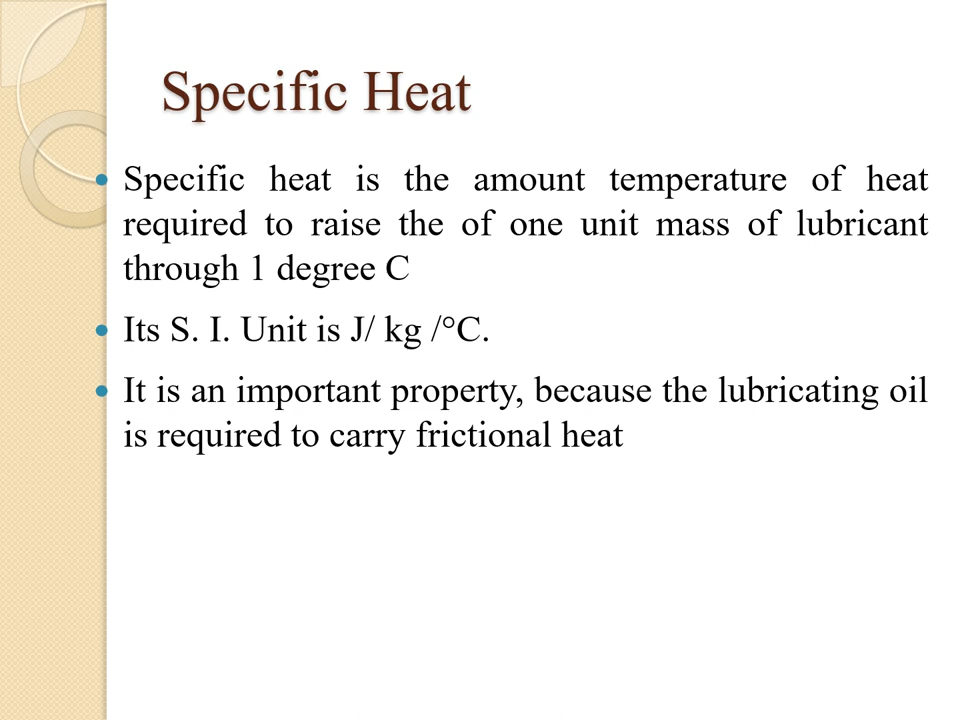 Specific Heat
Specific heat is the amount temperature of heat
required to raise the of one unit mass of lubricant
through 1 degree C
Its S. I. Unit is J/ kg /°C.
It is an important property, because the lubricating oil
is required to carry frictional heat